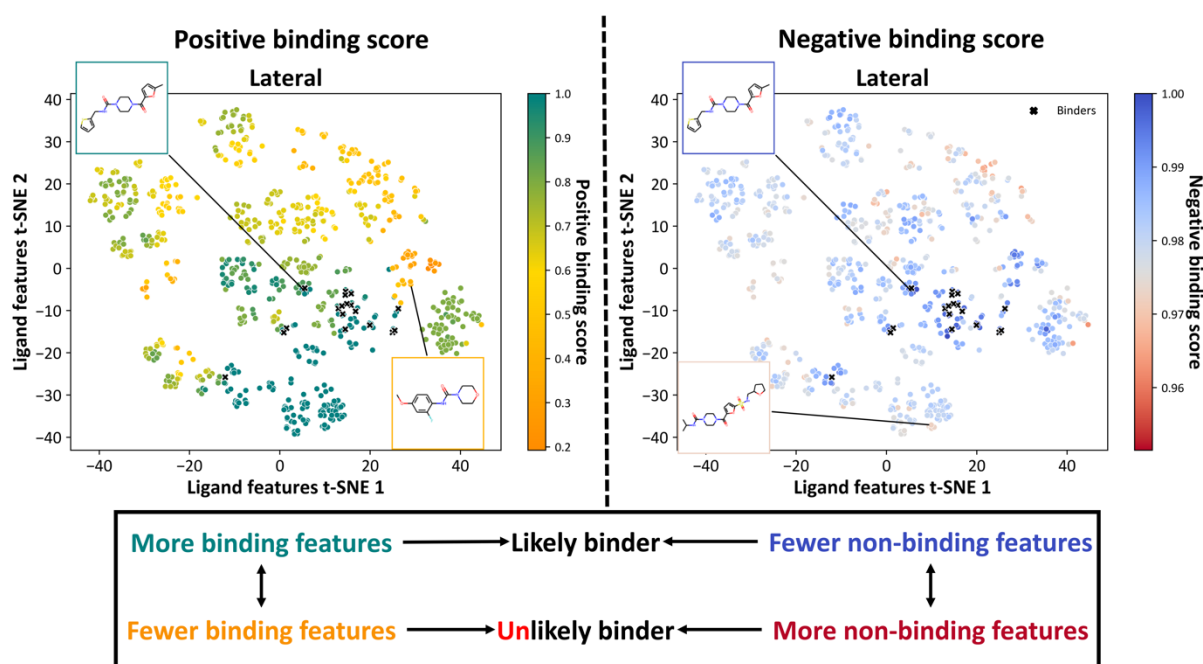 Positive binding score
Negative binding score
Lateral
Lateral
40
30
20
10
0
−10
−20
−30
−40
Ligand features t-SNE 2
−40
−20
0
20
40
Ligand features t-SNE 1
1.0
0.9
0.8
0.7
0.6
0.5
0.4
0.3
0.2
Positive binding score
40
30
20
10
0
−10
−20
−30
−40
Ligand features t-SNE 2
Binders
−40
−20
0
20
40
Ligand features t-SNE 1
1.00
0.99
0.98
0.97
0.96
Negative binding score
More binding features
Likely binder
Fewer non-binding features
Fewer binding features
Unlikely binder
More non-binding features